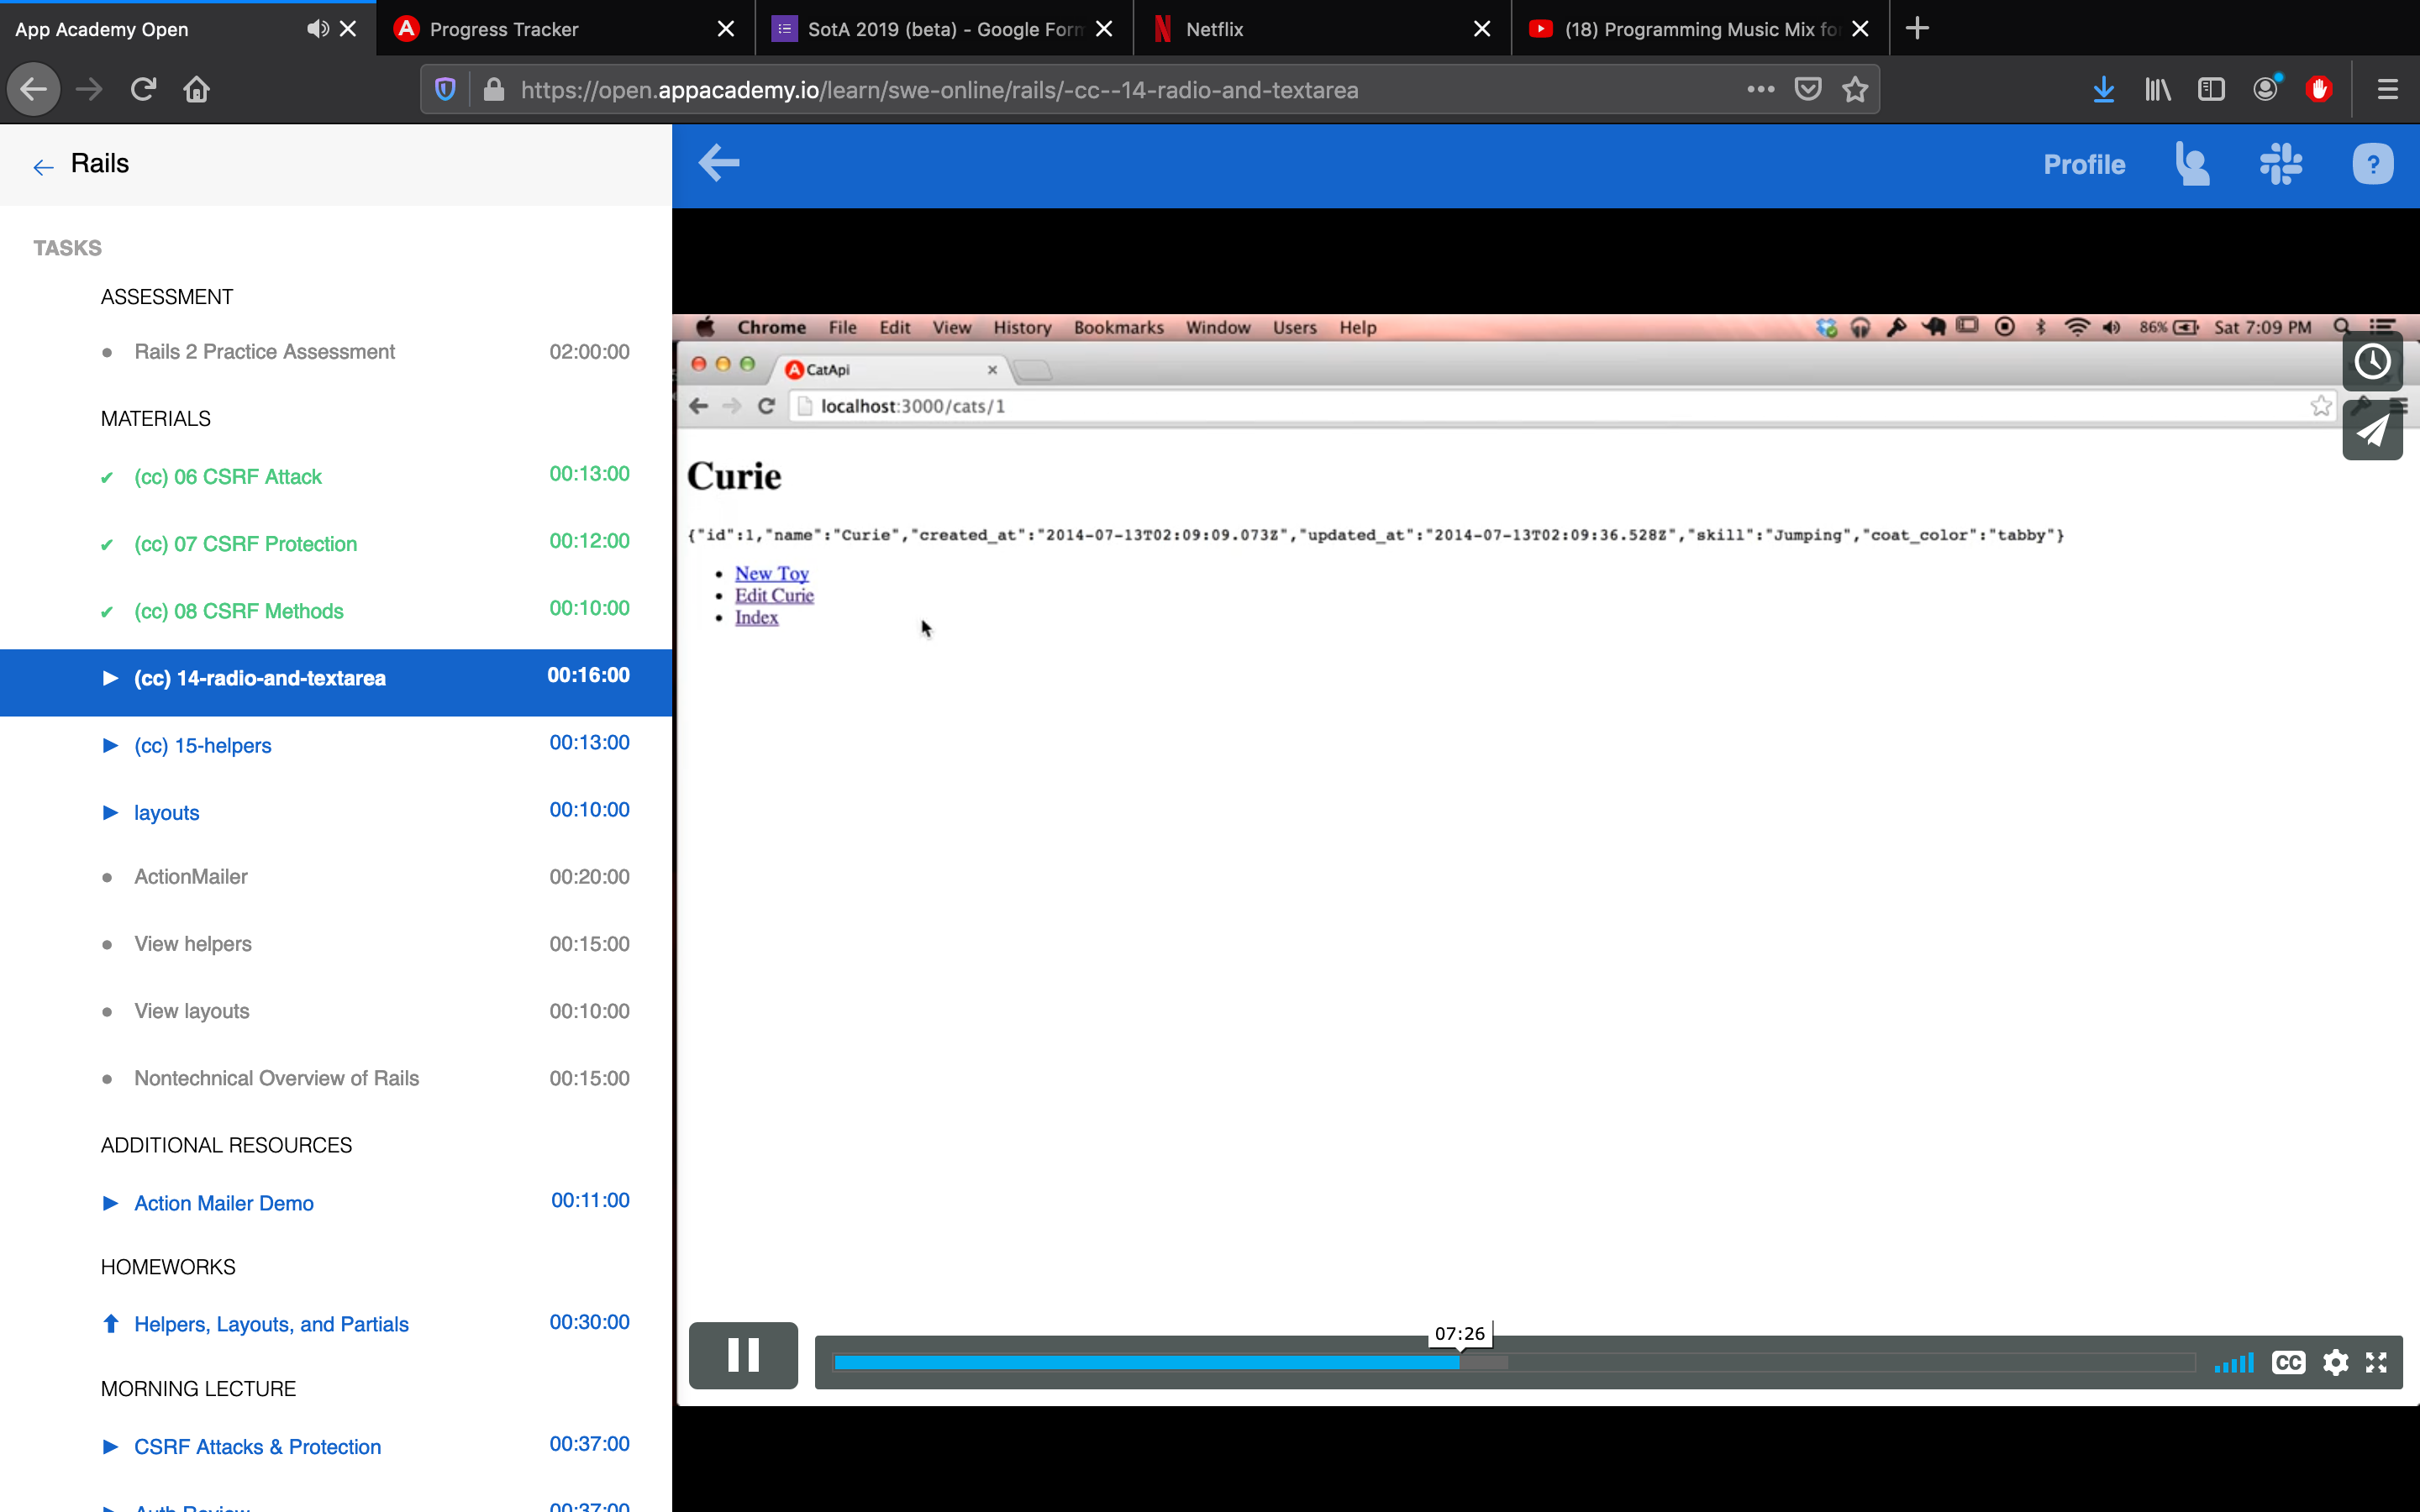 App Academy Open
Progress Tracker
SotA 2019 (beta) - Google Form
Netflix
(18) Programming Music Mix fo
https://open.appacademy.io/learn/swe-online/rails/-cc--14-radio-and-textarea
Rails
Profile
?
TASKS
ASSESSMENT
Rails 2 Practice Assessment 02:00:00
MATERIALS
(cc) 06 CSRF Attack 00:13:00
(cc) 07 CSRF Protection 00:12:00
(cc) 08 CSRF Methods 00:10:00
(cc) 14-radio-and-textarea 00:16:00
(cc) 15-helpers 00:13:00
layouts 00:10:00
ActionMailer 00:20:00
View helpers 00:15:00
View layouts 00:10:00
Nontechnical Overview of Rails 00:15:00
ADDITIONAL RESOURCES
Action Mailer Demo 00:11:00
HOMEWORKS
Helpers, Layouts, and Partials 00:30:00
MORNING LECTURE
CSRF Attacks & Protection 00:37:00
Auth Review 00:37:00
Chrome File Edit View History Bookmarks Window Users Help 86% Sat 7:09 PM
CatApi
localhost:3000/cats/1
Curie
{"id":1,"name":"Curie","created_at":"2014-07-13T02:09:09.073Z","updated_at":"2014-07-13T02:09:36.528Z","skill":"Jumping","coat_color":"tabby"}
New Toy
Edit Curie
Index
07:26
CC